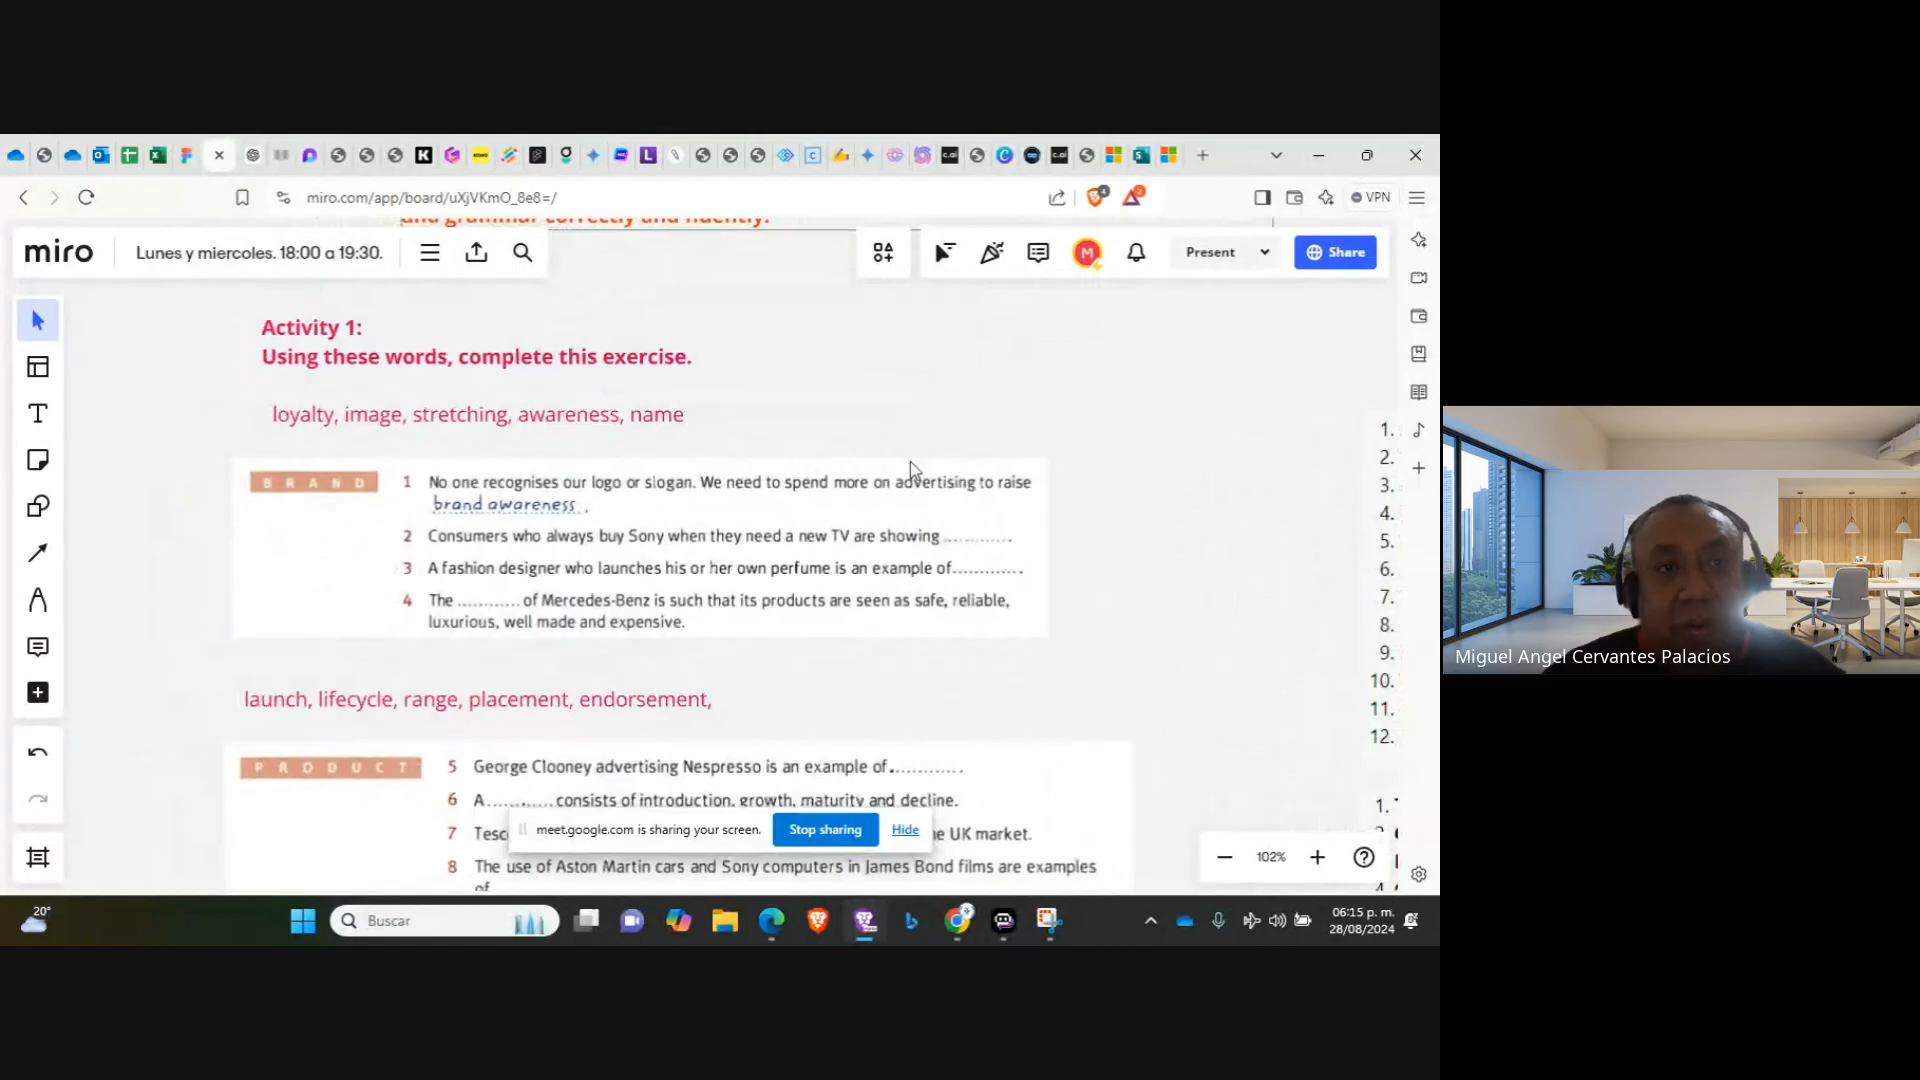 miro.com/app/board/uXjVKmO_8e8=/
VPN
and grammar correctly and fluently.
miro
Lunes y miercoles. 18:00 a 19:30.
M
Present
Share
Activity 1:
Using these words, complete this exercise.
loyalty, image, stretching, awareness, name
BRAND
1 No one recognises our logo or slogan. We need to spend more on advertising to raise
brand awareness .
2 Consumers who always buy Sony when they need a new TV are showing ............
3 A fashion designer who launches his or her own perfume is an example of.............
4 The ............ of Mercedes-Benz is such that its products are seen as safe, reliable,
luxurious, well made and expensive.
launch, lifecycle, range, placement, endorsement,
PRODUCT
5 George Clooney advertising Nespresso is an example of.............
6 A............ consists of introduction, growth, maturity and decline.
7 Tesc he UK market.
8 The use of Aston Martin cars and Sony computers in James Bond films are examples
of
1.
2.
3.
4.
5.
6.
7.
8.
9.
10.
11.
12.
1.
meet.google.com is sharing your screen.
Stop sharing
Hide
102%
Miguel Angel Cervantes Palacios
20°
Buscar
06:15 p. m.
28/08/2024